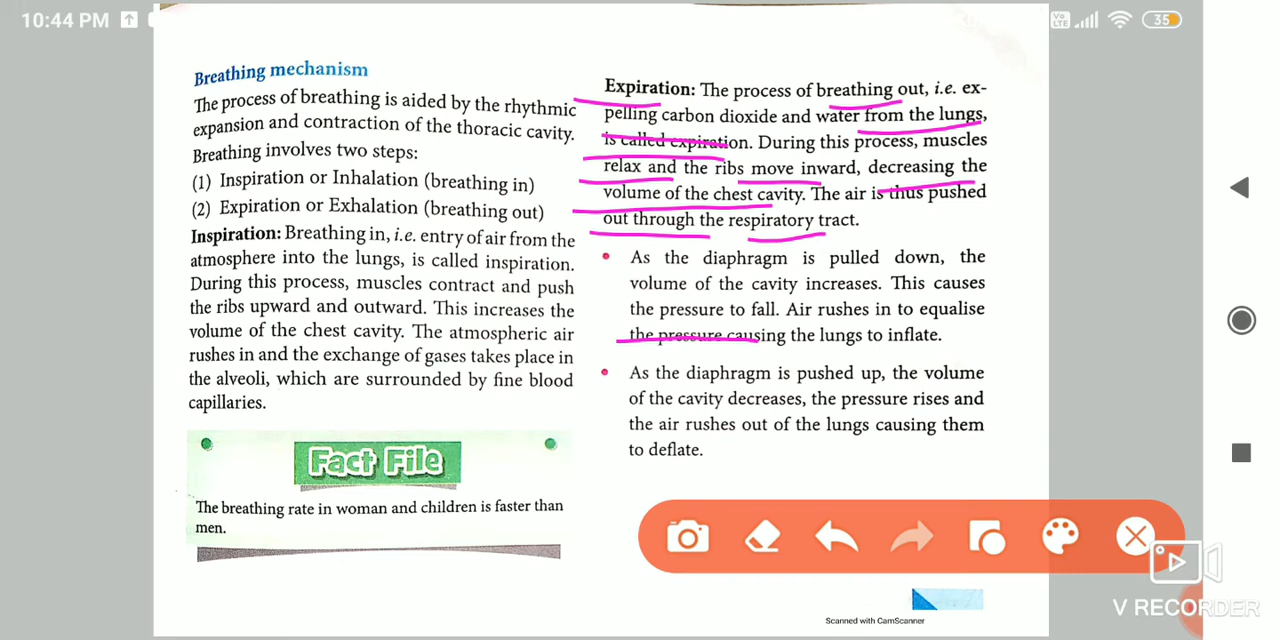 10:44 PM
Vo
LTE
35
Breathing mechanism
The process of breathing is aided by the rhythmic
expansion and contraction of the thoracic cavity.
Breathing involves two steps:
(1) Inspiration or Inhalation (breathing in)
(2) Expiration or Exhalation (breathing out)
Inspiration: Breathing in, i.e. entry of air from the
atmosphere into the lungs, is called inspiration.
During this process, muscles contract and push
the ribs upward and outward. This increases the
volume of the chest cavity. The atmospheric air
rushes in and the exchange of gases takes place in
the alveoli, which are surrounded by fine blood
capillaries.
Fact File
The breathing rate in woman and children is faster than
men.
Expiration: The process of breathing out, i.e. ex-
pelling carbon dioxide and water from the lungs,
is called expiration. During this process, muscles
relax and the ribs move inward, decreasing the
volume of the chest cavity. The air is thus pushed
out through the respiratory tract.
• As the diaphragm is pulled down, the
volume of the cavity increases. This causes
the pressure to fall. Air rushes in to equalise
the pressure causing the lungs to inflate.
• As the diaphragm is pushed up, the volume
of the cavity decreases, the pressure rises and
the air rushes out of the lungs causing them
to deflate.
V RECORDER
Scanned with CamScanner